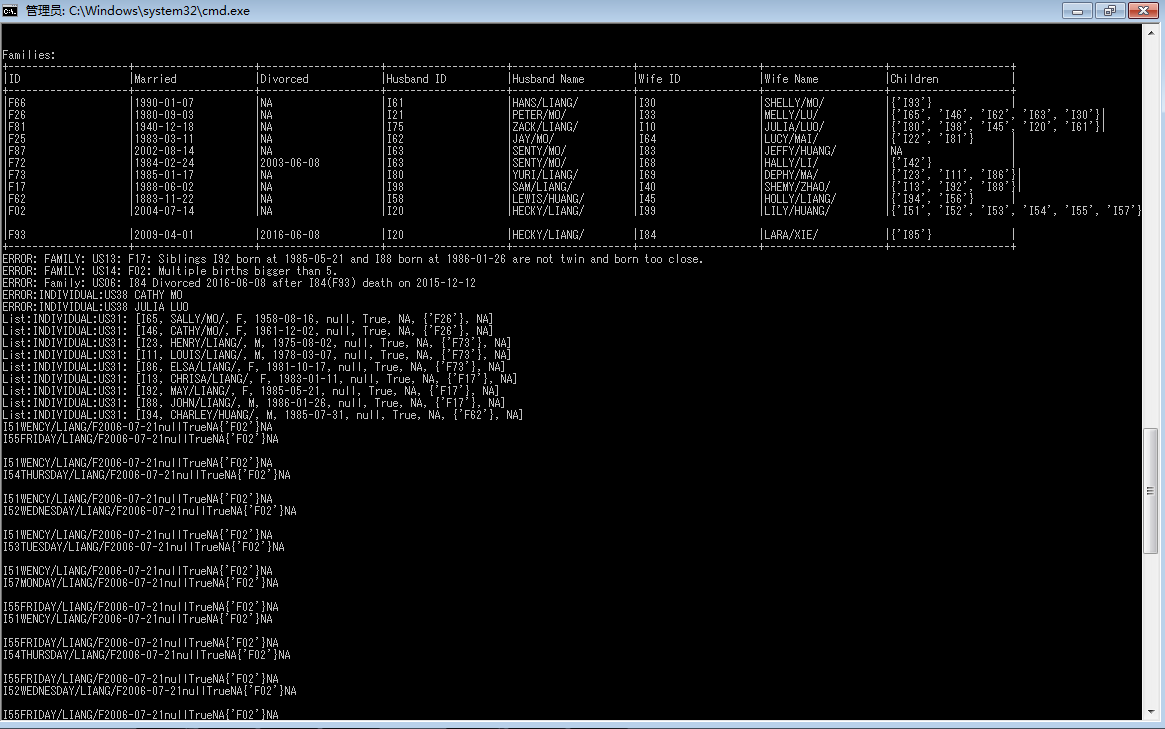 管理员: C:\Windows\system32\cmd.exe
Families:
|ID |Married |Divorced |Husband ID |Husband Name |Wife ID |Wife Name |Children |
|F66 |1990-01-07 |NA |I61 |HANS/LIANG/ |I30 |SHELLY/MO/ |{'I93'} |
|F26 |1980-09-03 |NA |I21 |PETER/MO/ |I33 |MELLY/LU/ |{'I65', 'I46', 'I62', 'I63', 'I30'}|
|F81 |1940-12-18 |NA |I75 |ZACK/LIANG/ |I10 |JULIA/LUO/ |{'I80', 'I98', 'I45', 'I20', 'I61'}|
|F25 |1983-03-11 |NA |I62 |JAY/MO/ |I64 |LUCY/MAI/ |{'I22', 'I81'} |
|F87 |2002-08-14 |NA |I63 |SENTY/MO/ |I83 |JEFFY/HUANG/ |NA |
|F72 |1984-02-24 |2003-06-08 |I63 |SENTY/MO/ |I68 |HALLY/LI/ |{'I42'} |
|F73 |1985-01-17 |NA |I80 |YURI/LIANG/ |I69 |DEPHY/MA/ |{'I23', 'I11', 'I86'}|
|F17 |1988-06-02 |NA |I98 |SAM/LIANG/ |I40 |SHEMY/ZHAO/ |{'I13', 'I92', 'I88'}|
|F62 |1883-11-22 |NA |I58 |LEWIS/HUANG/ |I45 |HOLLY/LIANG/ |{'I94', 'I56'} |
|F02 |2004-07-14 |NA |I20 |HECKY/LIANG/ |I99 |LILY/HUANG/ |{'I51', 'I52', 'I53', 'I54', 'I55', 'I57'}
|F93 |2009-04-01 |2016-06-08 |I20 |HECKY/LIANG/ |I84 |LARA/XIE/ |{'I85'} |
ERROR: FAMILY: US13: F17: Siblings I92 born at 1985-05-21 and I88 born at 1986-01-26 are not twin and born too close.
ERROR: FAMILY: US14: F02: Multiple births bigger than 5.
ERROR: Family: US06: I84 Divorced 2016-06-08 after I84(F93) death on 2015-12-12
ERROR:INDIVIDUAL:US38 CATHY MO
ERROR:INDIVIDUAL:US38 JULIA LUO
List:INDIVIDUAL:US31: [I65, SALLY/MO/, F, 1958-08-16, null, True, NA, {'F26'}, NA]
List:INDIVIDUAL:US31: [I46, CATHY/MO/, F, 1961-12-02, null, True, NA, {'F26'}, NA]
List:INDIVIDUAL:US31: [I23, HENRY/LIANG/, M, 1975-08-02, null, True, NA, {'F73'}, NA]
List:INDIVIDUAL:US31: [I11, LOUIS/LIANG/, M, 1978-03-07, null, True, NA, {'F73'}, NA]
List:INDIVIDUAL:US31: [I86, ELSA/LIANG/, F, 1981-10-17, null, True, NA, {'F73'}, NA]
List:INDIVIDUAL:US31: [I13, CHRISA/LIANG/, F, 1983-01-11, null, True, NA, {'F17'}, NA]
List:INDIVIDUAL:US31: [I92, MAY/LIANG/, F, 1985-05-21, null, True, NA, {'F17'}, NA]
List:INDIVIDUAL:US31: [I88, JOHN/LIANG/, M, 1986-01-26, null, True, NA, {'F17'}, NA]
List:INDIVIDUAL:US31: [I94, CHARLEY/HUANG/, M, 1985-07-31, null, True, NA, {'F62'}, NA]
I51WENCY/LIANG/F2006-07-21nullTrueNA{'F02'}NA
I55FRIDAY/LIANG/F2006-07-21nullTrueNA{'F02'}NA
I51WENCY/LIANG/F2006-07-21nullTrueNA{'F02'}NA
I54THURSDAY/LIANG/F2006-07-21nullTrueNA{'F02'}NA
I51WENCY/LIANG/F2006-07-21nullTrueNA{'F02'}NA
I52WEDNESDAY/LIANG/F2006-07-21nullTrueNA{'F02'}NA
I51WENCY/LIANG/F2006-07-21nullTrueNA{'F02'}NA
I53TUESDAY/LIANG/F2006-07-21nullTrueNA{'F02'}NA
I51WENCY/LIANG/F2006-07-21nullTrueNA{'F02'}NA
I57MONDAY/LIANG/F2006-07-21nullTrueNA{'F02'}NA
I55FRIDAY/LIANG/F2006-07-21nullTrueNA{'F02'}NA
I51WENCY/LIANG/F2006-07-21nullTrueNA{'F02'}NA
I55FRIDAY/LIANG/F2006-07-21nullTrueNA{'F02'}NA
I54THURSDAY/LIANG/F2006-07-21nullTrueNA{'F02'}NA
I55FRIDAY/LIANG/F2006-07-21nullTrueNA{'F02'}NA
I52WEDNESDAY/LIANG/F2006-07-21nullTrueNA{'F02'}NA
I55FRIDAY/LIANG/F2006-07-21nullTrueNA{'F02'}NA